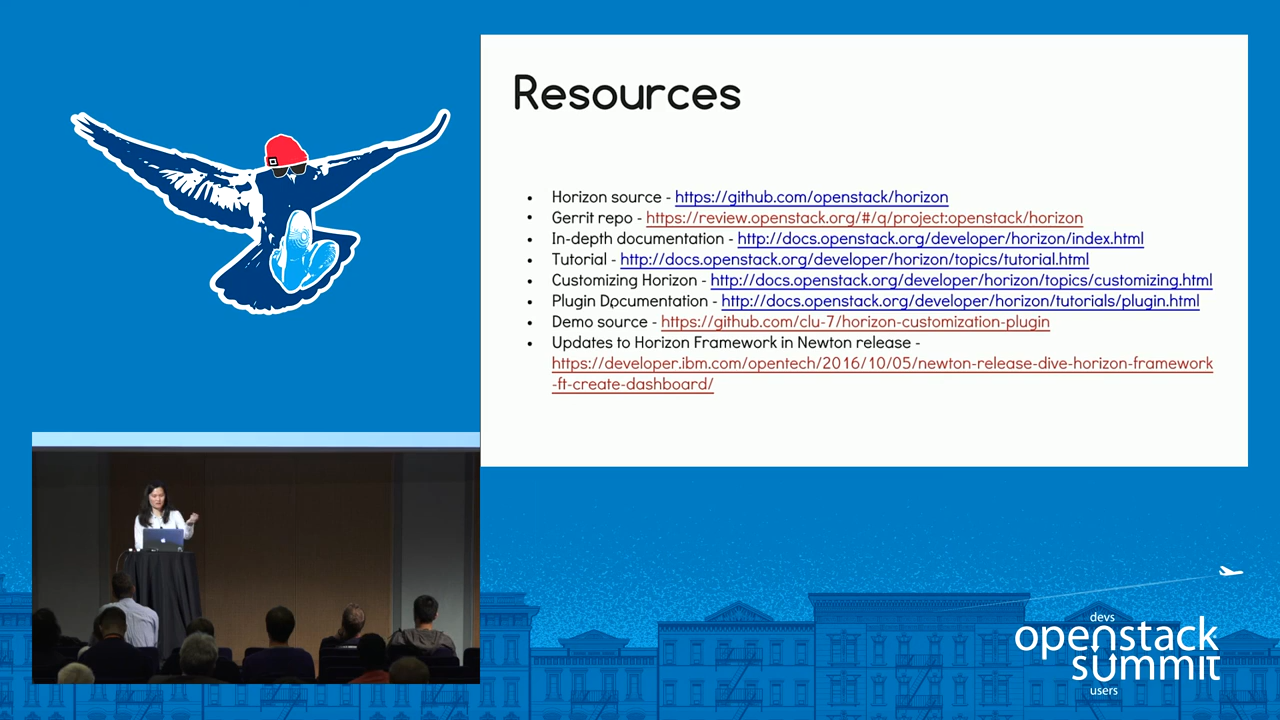 Resources
• Horizon source - https://github.com/openstack/horizon
• Gerrit repo - https://review.openstack.org/#/q/project:openstack/horizon
• In-depth documentation - http://docs.openstack.org/developer/horizon/index.html
• Tutorial - http://docs.openstack.org/developer/horizon/topics/tutorial.html
• Customizing Horizon - http://docs.openstack.org/developer/horizon/topics/customizing.html
• Plugin Documentation - http://docs.openstack.org/developer/horizon/tutorials/plugin.html
• Demo source - https://github.com/clu-7/horizon-customization-plugin
• Updates to Horizon Framework in Newton release -
https://developer.ibm.com/opentech/2016/10/05/newton-release-dive-horizon-framework
-ft-create-dashboard/
devs
openstack
summit
users